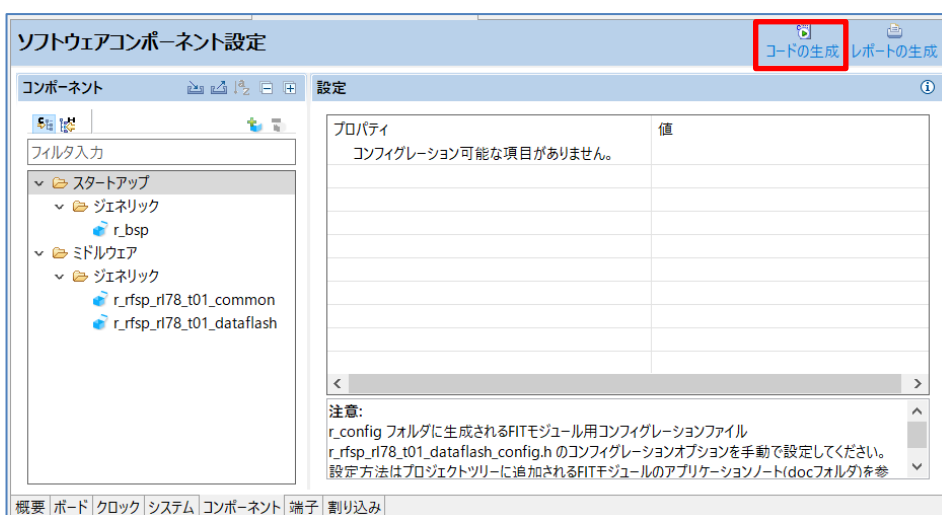 ソフトウェアコンポーネント設定
コードの生成 レポートの生成
コンポーネント
設定
フィルタ入力
スタートアップ
ジェネリック
r_bsp
ミドルウェア
ジェネリック
r_rfsp_rl78_t01_common
r_rfsp_rl78_t01_dataflash
プロパティ 値
コンフィグレーション可能な項目がありません。
注意:
r_config フォルダに生成されるFITモジュール用コンフィグレーションファイル
r_rfsp_rl78_t01_dataflash_config.h のコンフィグレーションオプションを手動で設定してください。
設定方法はプロジェクトツリーに追加されるFITモジュールのアプリケーションノート(docフォルダ)を参
概要 ボード クロック システム コンポーネント 端子 割り込み